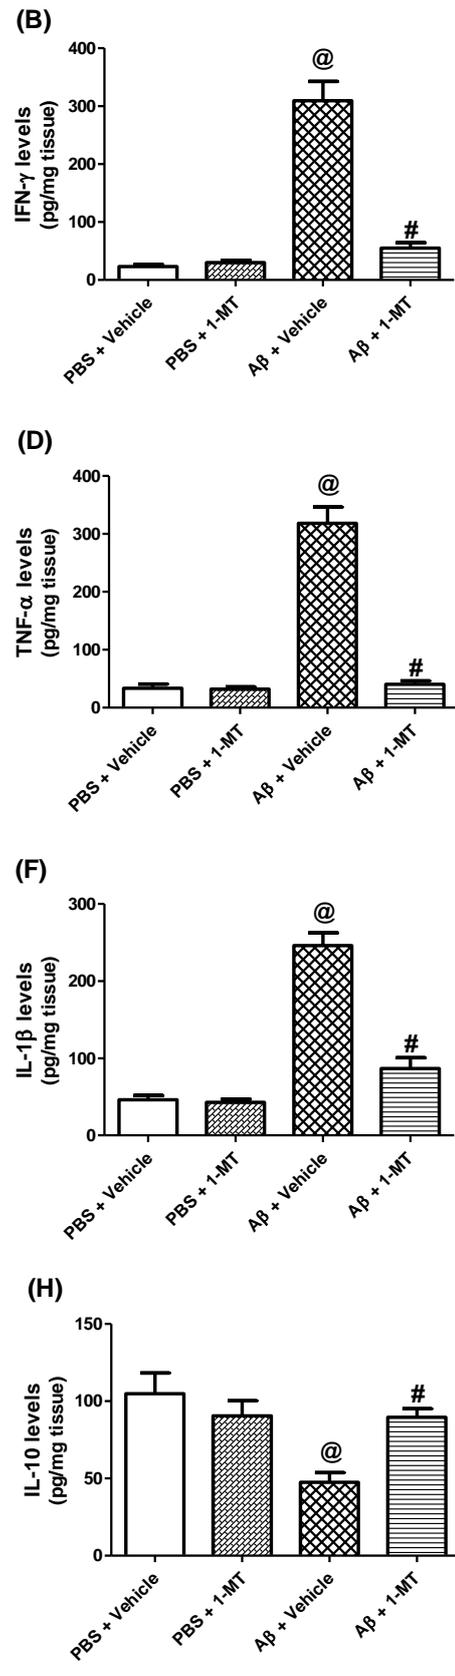 (B)
IFN-γ levels
(pg/mg tissue)
400
300
200
100
0
@
#
PBS + Vehicle
PBS + 1-MT
Aβ + Vehicle
Aβ + 1-MT
(D)
TNF-α levels
(pg/mg tissue)
400
300
200
100
0
@
#
PBS + Vehicle
PBS + 1-MT
Aβ + Vehicle
Aβ + 1-MT
(F)
IL-1β levels
(pg/mg tissue)
300
200
100
0
@
#
PBS + Vehicle
PBS + 1-MT
Aβ + Vehicle
Aβ + 1-MT
(H)
IL-10 levels
(pg/mg tissue)
150
100
50
0
@
#
PBS + Vehicle
PBS + 1-MT
Aβ + Vehicle
Aβ + 1-MT